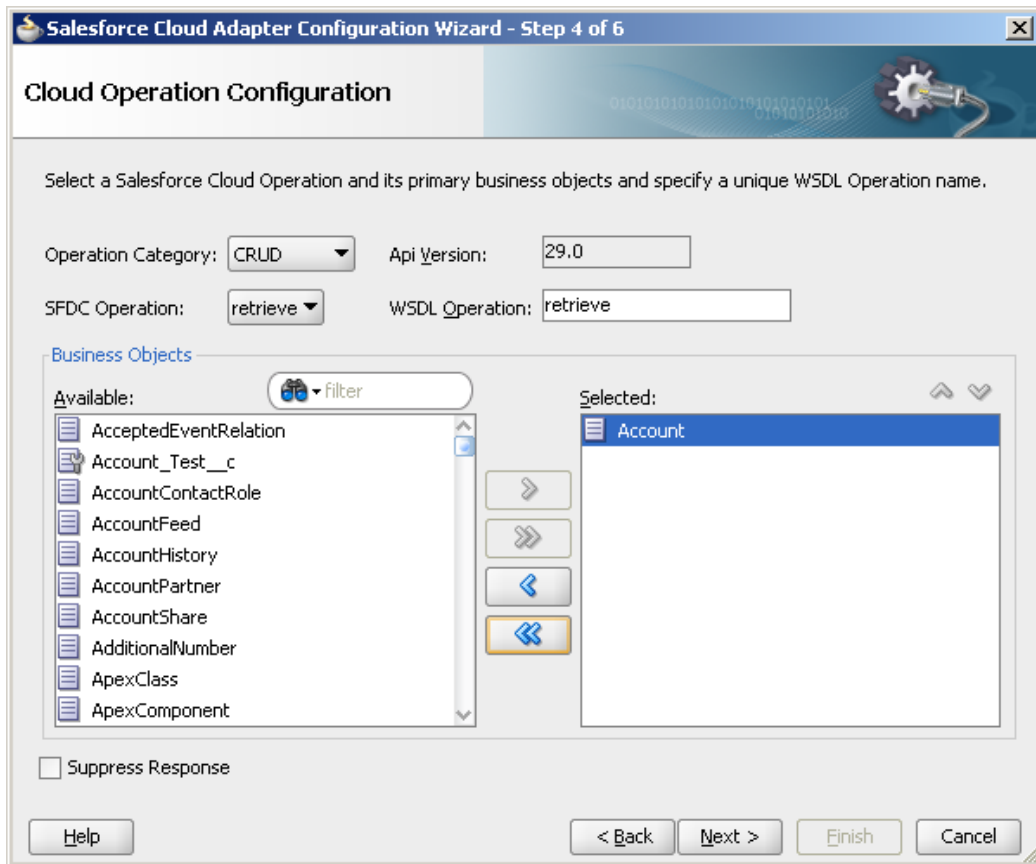 Salesforce Cloud Adapter Configuration Wizard - Step 4 of 6
Cloud Operation Configuration
Select a Salesforce Cloud Operation and its primary business objects and specify a unique WSDL Operation name.
Operation Category: CRUD Api Version: 29.0
SFDC Operation: retrieve WSDL Operation: retrieve
Business Objects
Available: filter Selected:
AcceptedEventRelation
Account_Test__c
AccountContactRole
AccountFeed
AccountHistory
AccountPartner
AccountShare
AdditionalNumber
ApexClass
ApexComponent
Account
Suppress Response
Help < Back Next > Finish Cancel